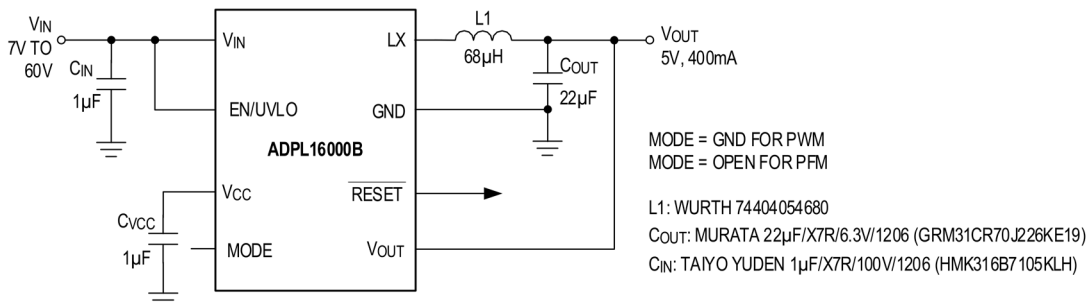 VIN
7V TO
60V
CIN
1µF
VIN
EN/UVLO
ADPL16000B
VCC
MODE
CVCC
1µF
LX
GND
RESET
VOUT
L1
68µH
COUT
22µF
VOUT
5V, 400mA
MODE = GND FOR PWM
MODE = OPEN FOR PFM
L1: WURTH 74404054680
COUT: MURATA 22µF/X7R/6.3V/1206 (GRM31CR70J226KE19)
CIN: TAIYO YUDEN 1µF/X7R/100V/1206 (HMK316B7105KLH)